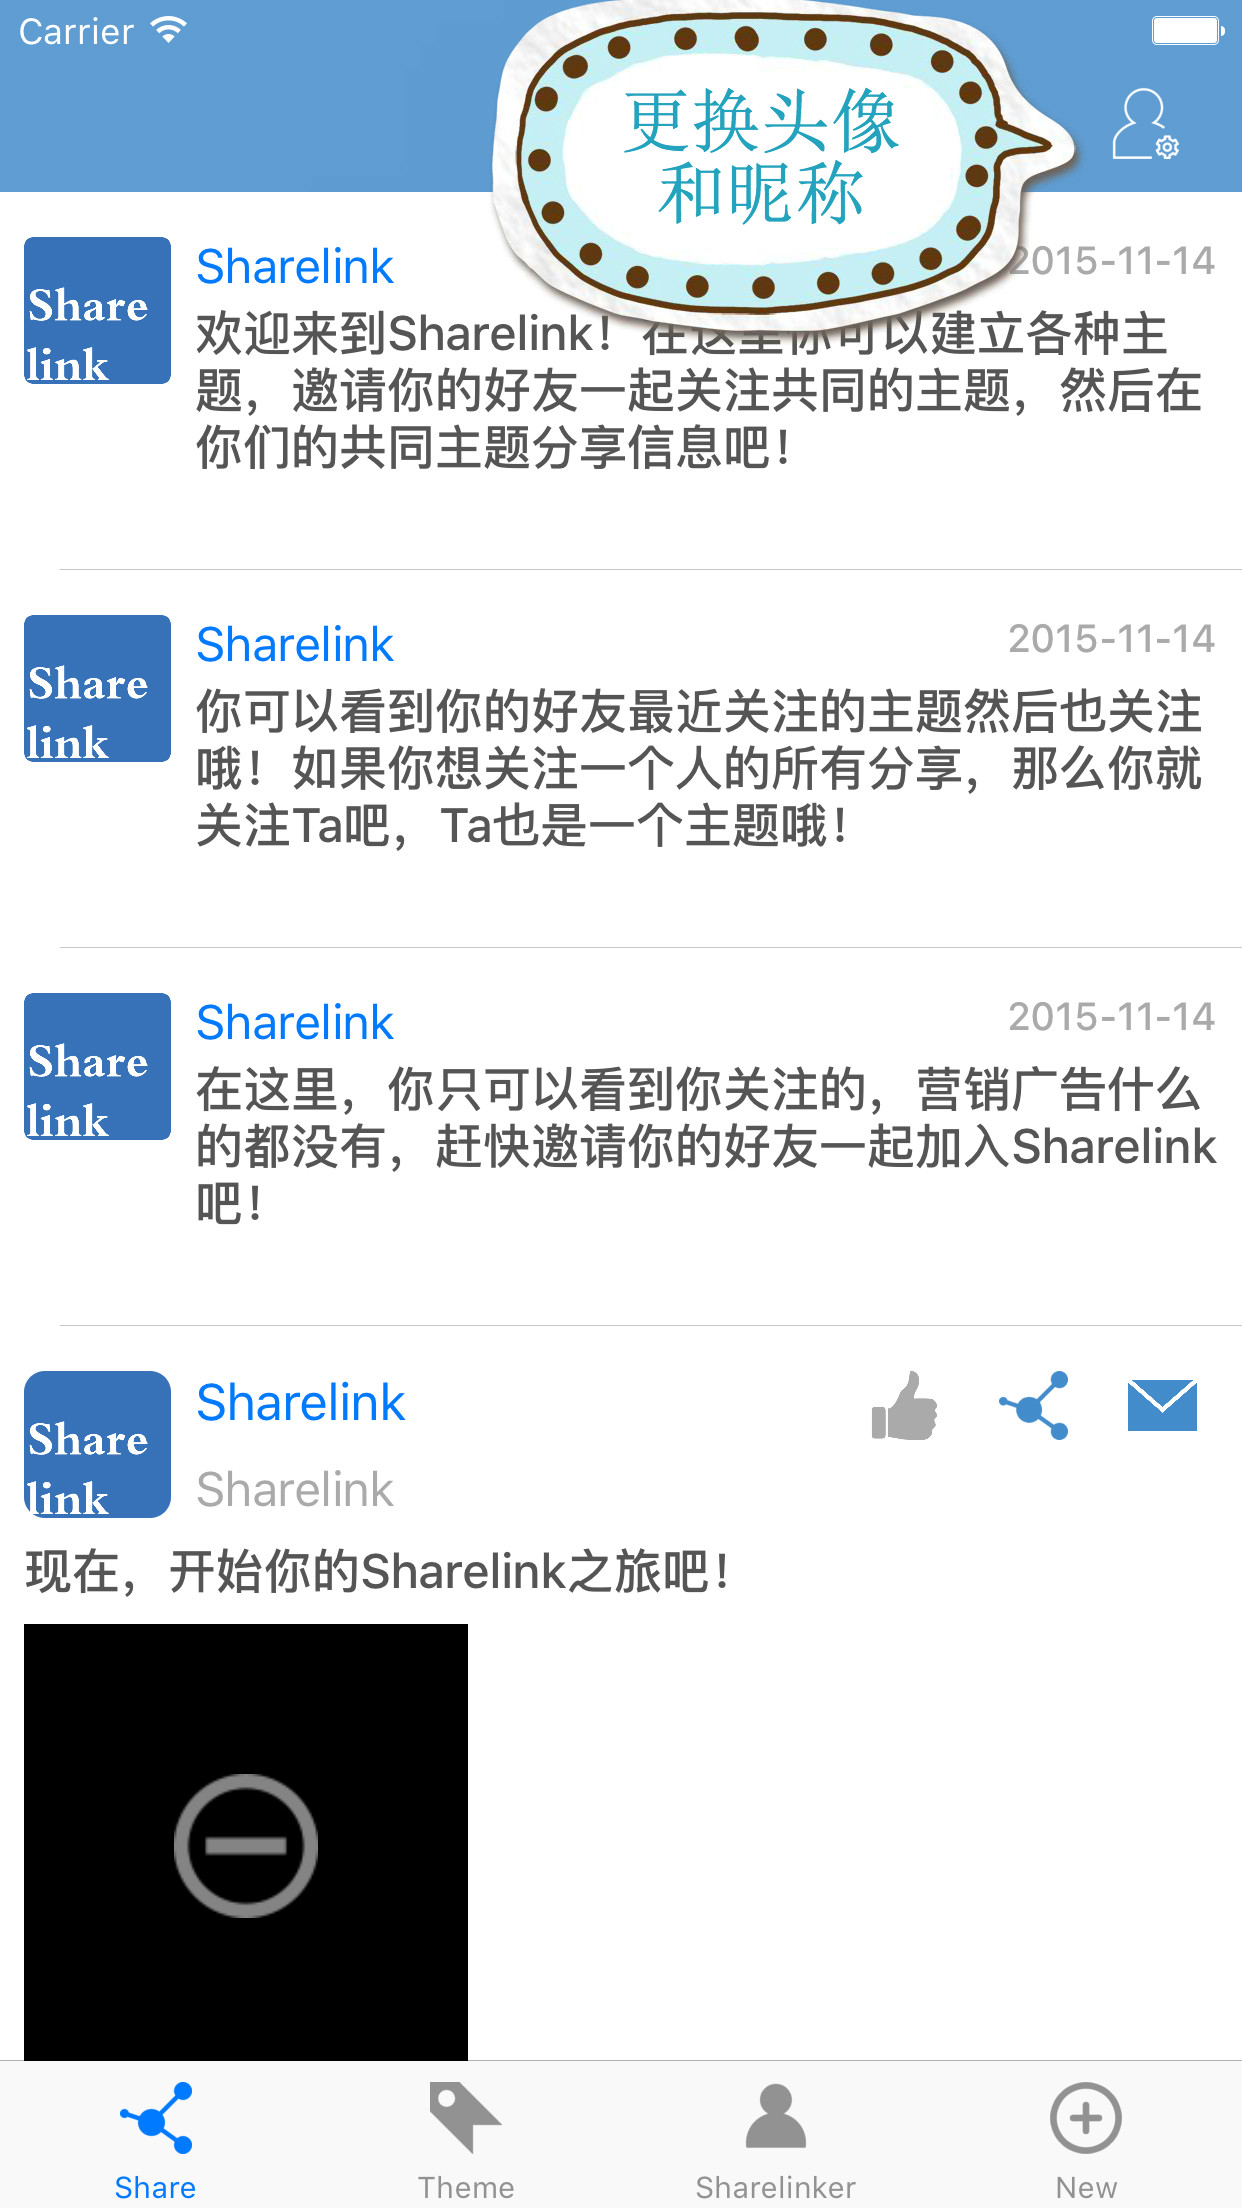 Carrier
更换头像
和昵称
Share
link
Sharelink
2015-11-14
欢迎来到Sharelink！在这里你可以建立各种主
题，邀请你的好友一起关注共同的主题，然后在
你们的共同主题分享信息吧！
Share
link
Sharelink
2015-11-14
你可以看到你的好友最近关注的主题然后也关注
哦！如果你想关注一个人的所有分享，那么你就
关注Ta吧，Ta也是一个主题哦！
Share
link
Sharelink
2015-11-14
在这里，你只可以看到你关注的，营销广告什么
的都没有，赶快邀请你的好友一起加入Sharelink
吧！
Share
link
Sharelink
Sharelink
现在，开始你的Sharelink之旅吧！
Share
Theme
Sharelinker
New